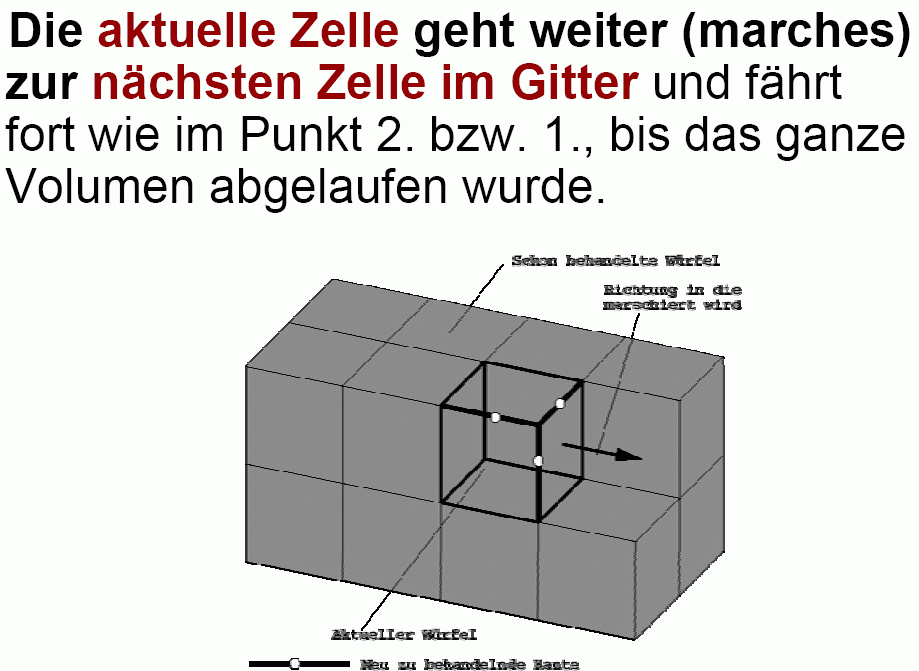 Die aktuelle Zelle geht weiter (marches)
zur nächsten Zelle im Gitter und fährt
fort wie im Punkt 2. bzw. 1., bis das ganze
Volumen abgelaufen wurde.
Schon behandelte Würfel
Richtung in die
marschiert wird
Aktueller Würfel
Neu zu behandelnde Kante